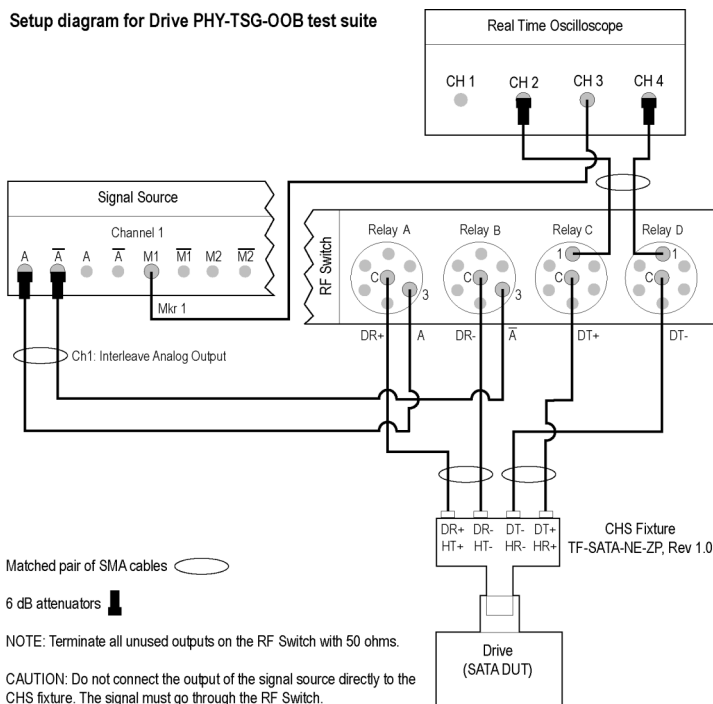 Setup diagram for Drive PHY-TSG-OOB test suite
Real Time Oscilloscope
CH 1 CH 2 CH 3 CH 4
Signal Source
Channel 1
A A̅ A A̅ M1 M̅1̅ M2 M̅2̅
Mkr 1
Ch1: Interleave Analog Output
RF Switch
Relay A Relay B Relay C Relay D
C 3 C 3 1 C 1 C
DR+ A DR- A̅ DT+ DT-
DR+ DR- DT- DT+
HT+ HT- HR- HR+
CHS Fixture
TF-SATA-NE-ZP, Rev 1.0
Drive
(SATA DUT)
Matched pair of SMA cables
6 dB attenuators
NOTE: Terminate all unused outputs on the RF Switch with 50 ohms.
CAUTION: Do not connect the output of the signal source directly to the
CHS fixture. The signal must go through the RF Switch.